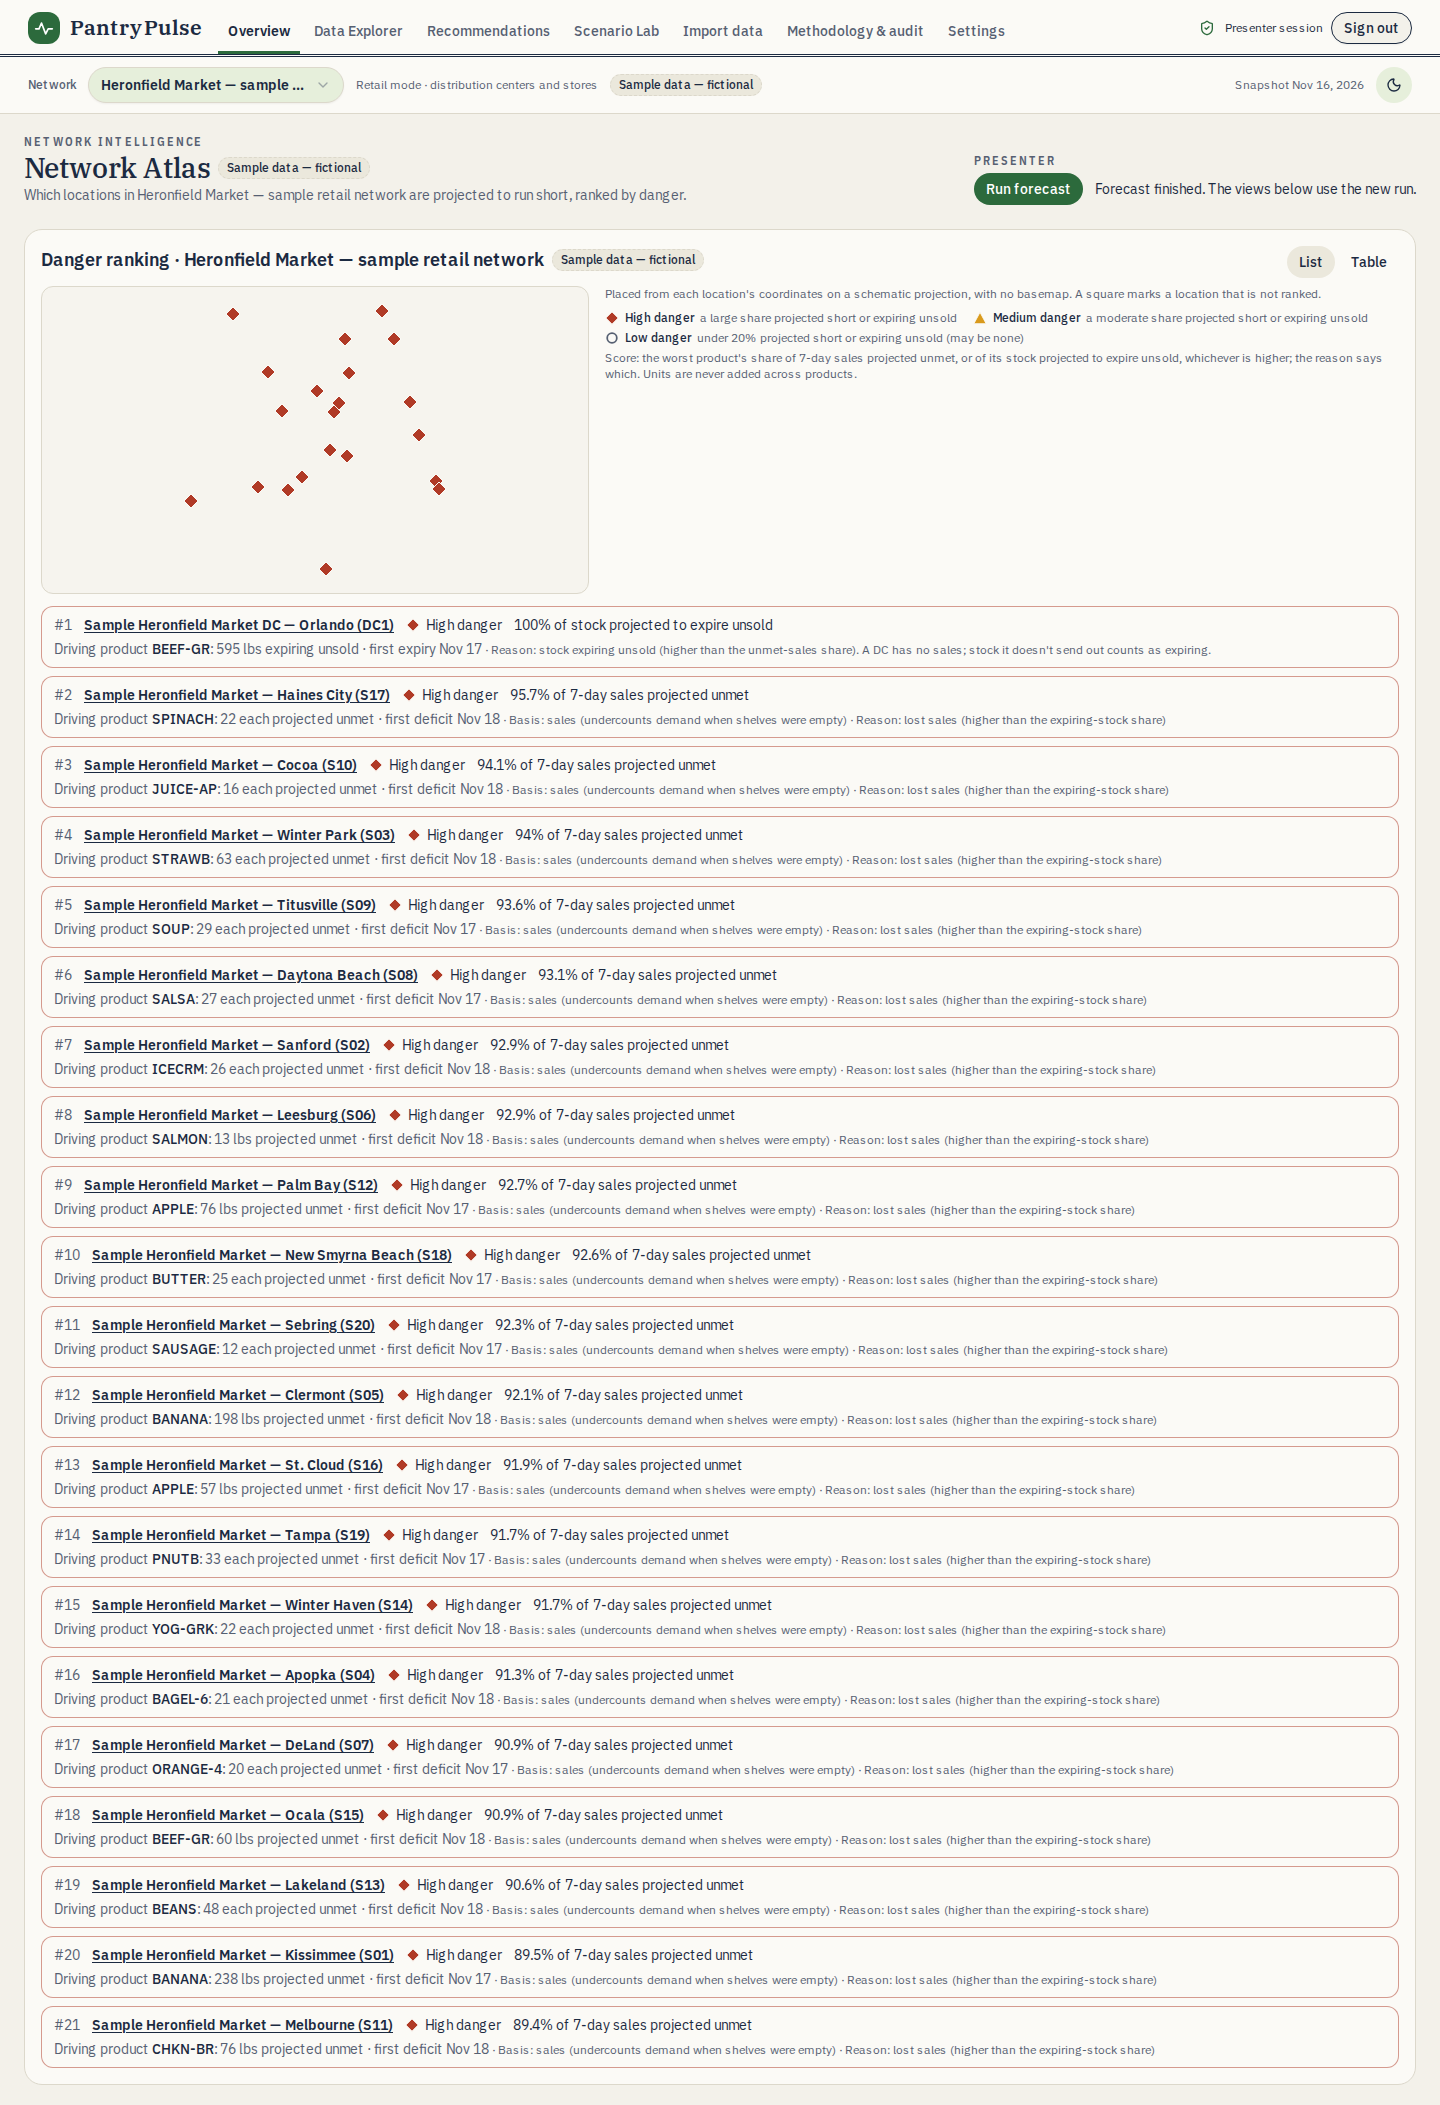 PantryPulse Overview Data Explorer Recommendations Scenario Lab Import data Methodology & audit Settings Presenter session Sign out
Network Heronfield Market — sample ... Retail mode · distribution centers and stores Sample data — fictional Snapshot Nov 16, 2026
NETWORK INTELLIGENCE
Network Atlas Sample data — fictional
Which locations in Heronfield Market — sample retail network are projected to run short, ranked by danger.
PRESENTER
Run forecast Forecast finished. The views below use the new run.
Danger ranking · Heronfield Market — sample retail network Sample data — fictional List Table
Placed from each location's coordinates on a schematic projection, with no basemap. A square marks a location that is not ranked.
High danger a large share projected short or expiring unsold Medium danger a moderate share projected short or expiring unsold
Low danger under 20% projected short or expiring unsold (may be none)
Score: the worst product's share of 7-day sales projected unmet, or of its stock projected to expire unsold, whichever is higher; the reason says
which. Units are never added across products.
#1 Sample Heronfield Market DC — Orlando (DC1) High danger 100% of stock projected to expire unsold
Driving product BEEF-GR: 595 lbs expiring unsold · first expiry Nov 17 · Reason: stock expiring unsold (higher than the unmet-sales share). A DC has no sales; stock it doesn't send out counts as expiring.
#2 Sample Heronfield Market — Haines City (S17) High danger 95.7% of 7-day sales projected unmet
Driving product SPINACH: 22 each projected unmet · first deficit Nov 18 · Basis: sales (undercounts demand when shelves were empty) · Reason: lost sales (higher than the expiring-stock share)
#3 Sample Heronfield Market — Cocoa (S10) High danger 94.1% of 7-day sales projected unmet
Driving product JUICE-AP: 16 each projected unmet · first deficit Nov 18 · Basis: sales (undercounts demand when shelves were empty) · Reason: lost sales (higher than the expiring-stock share)
#4 Sample Heronfield Market — Winter Park (S03) High danger 94% of 7-day sales projected unmet
Driving product STRAWB: 63 each projected unmet · first deficit Nov 18 · Basis: sales (undercounts demand when shelves were empty) · Reason: lost sales (higher than the expiring-stock share)
#5 Sample Heronfield Market — Titusville (S09) High danger 93.6% of 7-day sales projected unmet
Driving product SOUP: 29 each projected unmet · first deficit Nov 17 · Basis: sales (undercounts demand when shelves were empty) · Reason: lost sales (higher than the expiring-stock share)
#6 Sample Heronfield Market — Daytona Beach (S08) High danger 93.1% of 7-day sales projected unmet
Driving product SALSA: 27 each projected unmet · first deficit Nov 17 · Basis: sales (undercounts demand when shelves were empty) · Reason: lost sales (higher than the expiring-stock share)
#7 Sample Heronfield Market — Sanford (S02) High danger 92.9% of 7-day sales projected unmet
Driving product ICECRM: 26 each projected unmet · first deficit Nov 18 · Basis: sales (undercounts demand when shelves were empty) · Reason: lost sales (higher than the expiring-stock share)
#8 Sample Heronfield Market — Leesburg (S06) High danger 92.9% of 7-day sales projected unmet
Driving product SALMON: 13 lbs projected unmet · first deficit Nov 18 · Basis: sales (undercounts demand when shelves were empty) · Reason: lost sales (higher than the expiring-stock share)
#9 Sample Heronfield Market — Palm Bay (S12) High danger 92.7% of 7-day sales projected unmet
Driving product APPLE: 76 lbs projected unmet · first deficit Nov 17 · Basis: sales (undercounts demand when shelves were empty) · Reason: lost sales (higher than the expiring-stock share)
#10 Sample Heronfield Market — New Smyrna Beach (S18) High danger 92.6% of 7-day sales projected unmet
Driving product BUTTER: 25 each projected unmet · first deficit Nov 17 · Basis: sales (undercounts demand when shelves were empty) · Reason: lost sales (higher than the expiring-stock share)
#11 Sample Heronfield Market — Sebring (S20) High danger 92.3% of 7-day sales projected unmet
Driving product SAUSAGE: 12 each projected unmet · first deficit Nov 17 · Basis: sales (undercounts demand when shelves were empty) · Reason: lost sales (higher than the expiring-stock share)
#12 Sample Heronfield Market — Clermont (S05) High danger 92.1% of 7-day sales projected unmet
Driving product BANANA: 198 lbs projected unmet · first deficit Nov 18 · Basis: sales (undercounts demand when shelves were empty) · Reason: lost sales (higher than the expiring-stock share)
#13 Sample Heronfield Market — St. Cloud (S16) High danger 91.9% of 7-day sales projected unmet
Driving product APPLE: 57 lbs projected unmet · first deficit Nov 17 · Basis: sales (undercounts demand when shelves were empty) · Reason: lost sales (higher than the expiring-stock share)
#14 Sample Heronfield Market — Tampa (S19) High danger 91.7% of 7-day sales projected unmet
Driving product PNUTB: 33 each projected unmet · first deficit Nov 17 · Basis: sales (undercounts demand when shelves were empty) · Reason: lost sales (higher than the expiring-stock share)
#15 Sample Heronfield Market — Winter Haven (S14) High danger 91.7% of 7-day sales projected unmet
Driving product YOG-GRK: 22 each projected unmet · first deficit Nov 18 · Basis: sales (undercounts demand when shelves were empty) · Reason: lost sales (higher than the expiring-stock share)
#16 Sample Heronfield Market — Apopka (S04) High danger 91.3% of 7-day sales projected unmet
Driving product BAGEL-6: 21 each projected unmet · first deficit Nov 18 · Basis: sales (undercounts demand when shelves were empty) · Reason: lost sales (higher than the expiring-stock share)
#17 Sample Heronfield Market — DeLand (S07) High danger 90.9% of 7-day sales projected unmet
Driving product ORANGE-4: 20 each projected unmet · first deficit Nov 17 · Basis: sales (undercounts demand when shelves were empty) · Reason: lost sales (higher than the expiring-stock share)
#18 Sample Heronfield Market — Ocala (S15) High danger 90.9% of 7-day sales projected unmet
Driving product BEEF-GR: 60 lbs projected unmet · first deficit Nov 18 · Basis: sales (undercounts demand when shelves were empty) · Reason: lost sales (higher than the expiring-stock share)
#19 Sample Heronfield Market — Lakeland (S13) High danger 90.6% of 7-day sales projected unmet
Driving product BEANS: 48 each projected unmet · first deficit Nov 18 · Basis: sales (undercounts demand when shelves were empty) · Reason: lost sales (higher than the expiring-stock share)
#20 Sample Heronfield Market — Kissimmee (S01) High danger 89.5% of 7-day sales projected unmet
Driving product BANANA: 238 lbs projected unmet · first deficit Nov 17 · Basis: sales (undercounts demand when shelves were empty) · Reason: lost sales (higher than the expiring-stock share)
#21 Sample Heronfield Market — Melbourne (S11) High danger 89.4% of 7-day sales projected unmet
Driving product CHKN-BR: 76 lbs projected unmet · first deficit Nov 18 · Basis: sales (undercounts demand when shelves were empty) · Reason: lost sales (higher than the expiring-stock share)